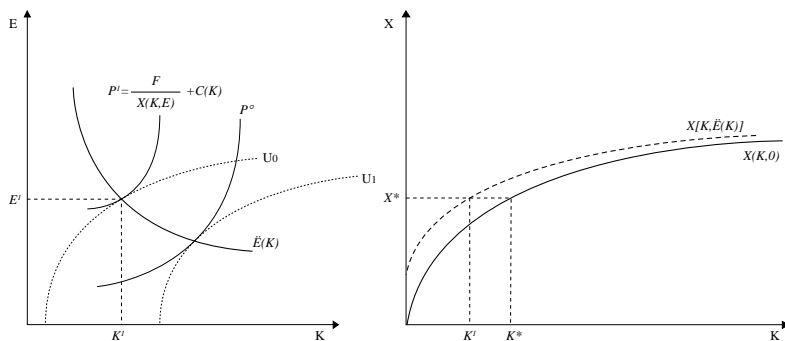 E
P¹= F +C(K)
X(K,E)
P°
U0
U1
E¹
Ë(K)
K¹
K
X
X[K,Ë(K)]
X(K,0)
X*
K¹
K*
K